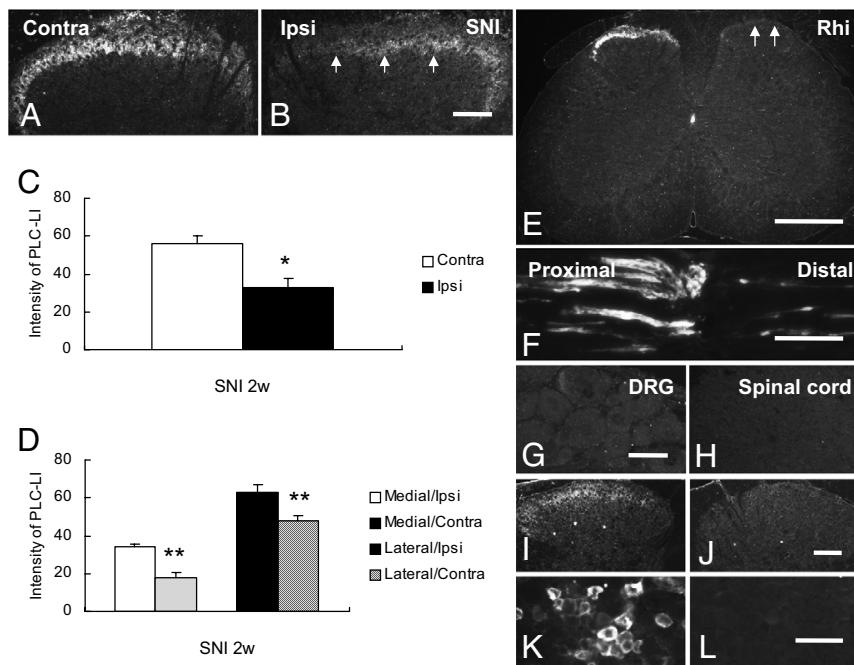 Contra
A
Ipsi
SNI
B
Rhi
E
C
Intensity of PLC-LI
80
60
40
20
0
*
Contra
Ipsi
SNI 2w
Proximal
Distal
F
DRG
G
Spinal cord
H
D
Intensity of PLC-LI
80
60
40
20
0
**
**
Medial/Ipsi
Medial/Contra
Lateral/Ipsi
Lateral/Contra
SNI 2w
I
J
K
L